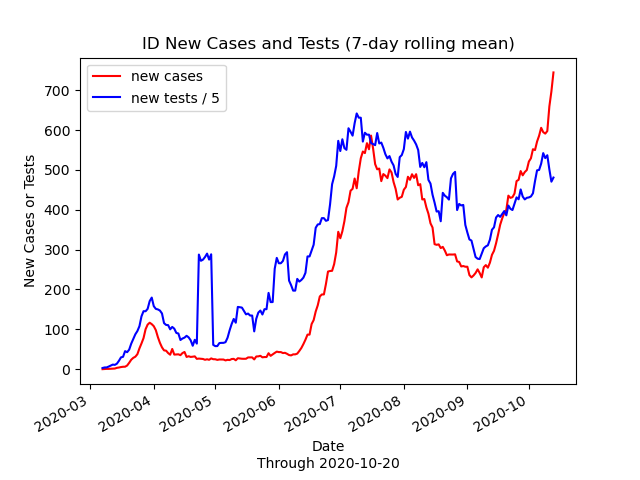 ID New Cases and Tests (7-day rolling mean)
new cases
new tests / 5
New Cases or Tests
700
600
500
400
300
200
100
0
2020-03
2020-04
2020-05
2020-06
2020-07
2020-08
2020-09
2020-10
Date
Through 2020-10-20